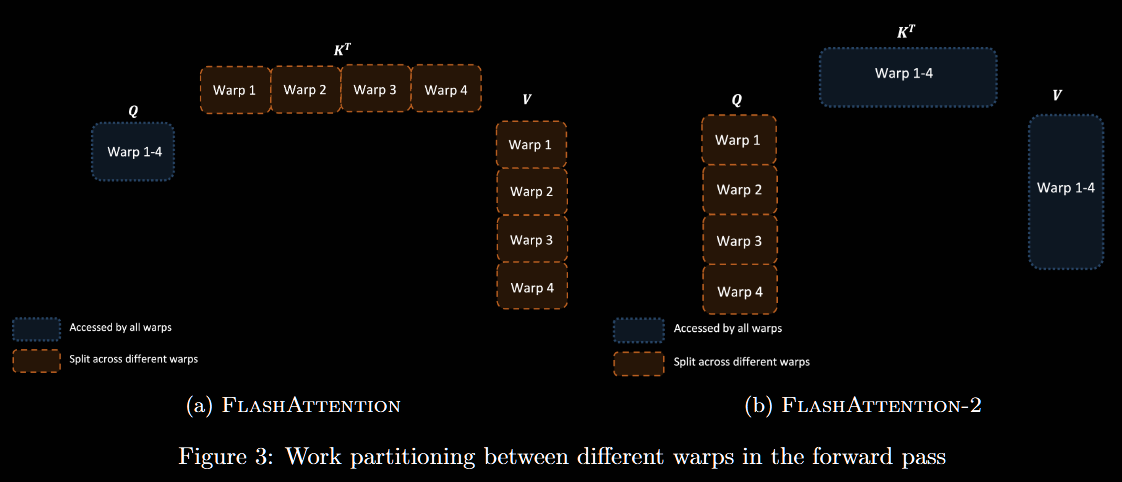 K^T
Warp 1 Warp 2 Warp 3 Warp 4
Q
Warp 1-4
V
Warp 1
Warp 2
Warp 3
Warp 4
Accessed by all warps
Split across different warps
(a) FLASHATTENTION
K^T
Warp 1-4
Q
Warp 1
Warp 2
Warp 3
Warp 4
V
Warp 1-4
Accessed by all warps
Split across different warps
(b) FLASHATTENTION-2
Figure 3: Work partitioning between different warps in the forward pass